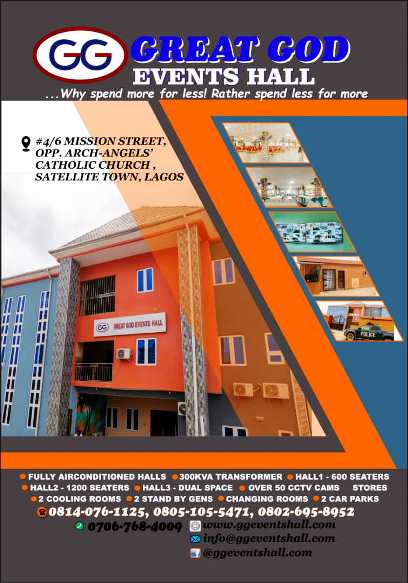 GG
GREAT GOD
EVENTS HALL
...Why spend more for less! Rather spend less for more
#4/6 MISSION STREET,
OPP. ARCH-ANGELS'
CATHOLIC CHURCH ,
SATELLITE TOWN, LAGOS
GG GREAT GOD EVENTS HALL
POLICE
FULLY AIRCONDITIONED HALLS 300KVA TRANSFORMER HALL1 - 600 SEATERS
HALL2 - 1200 SEATERS HALL3 - DUAL SPACE OVER 50 CCTV CAMS STORES
2 COOLING ROOMS 2 STAND BY GENS CHANGING ROOMS 2 CAR PARKS
0814-076-1125, 0805-105-5471, 0802-695-8952
0706-768-4009 www.ggeventshall.com
info@ggeventshall.com
@ggeventshall.com